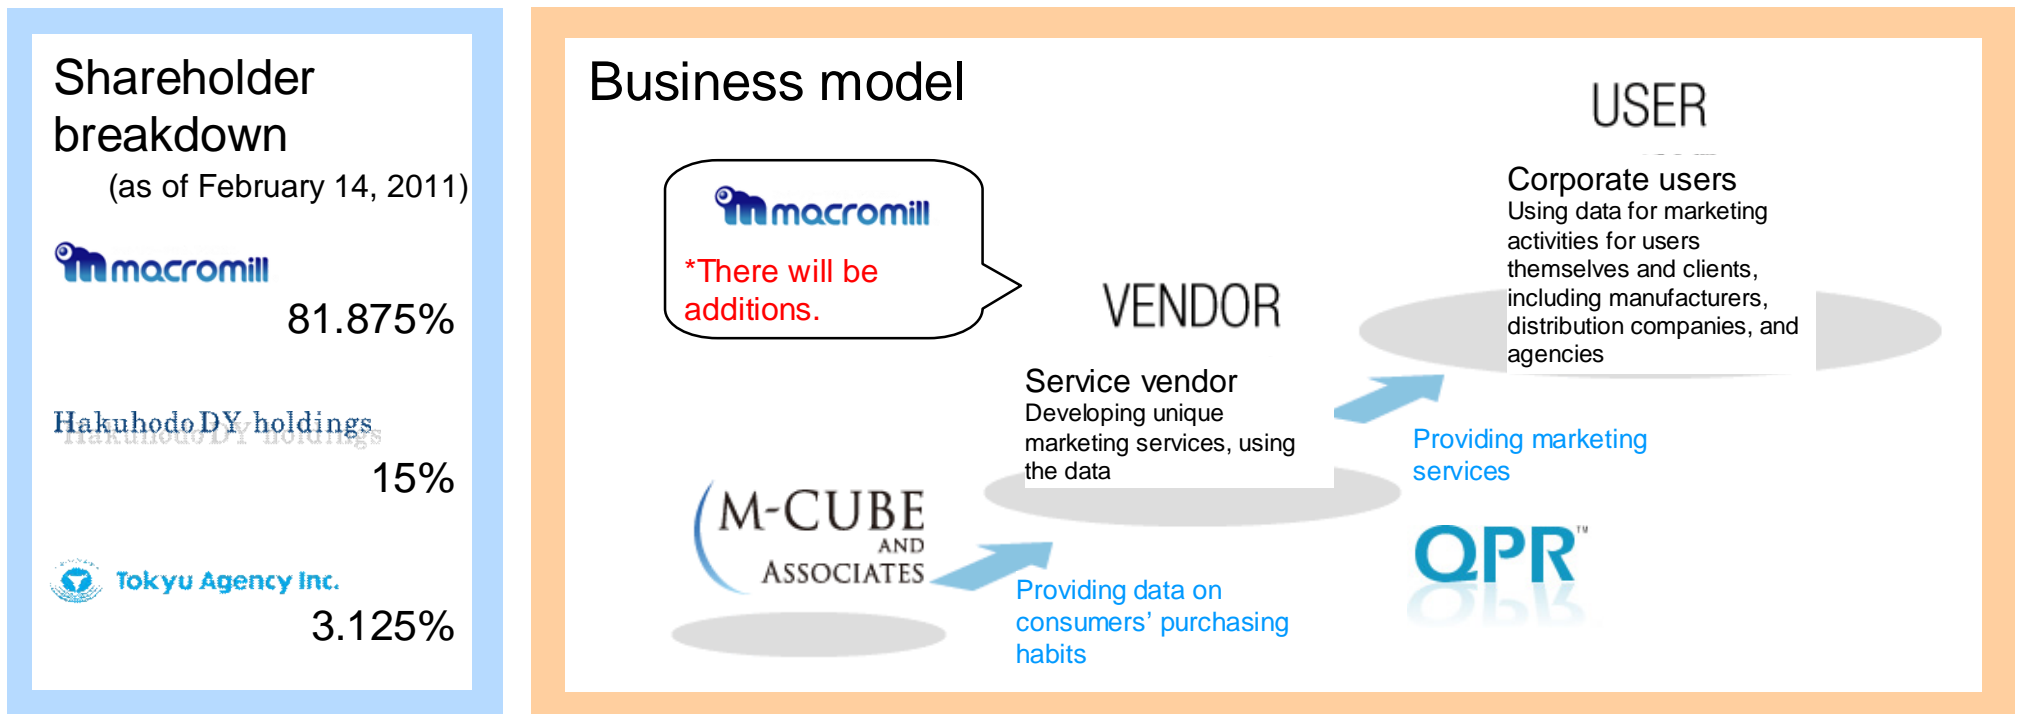 Shareholder
breakdown
(as of February 14, 2011)
macromill
81.875%
Hakuhodo DY holdings
15%
Tokyu Agency Inc.
3.125%
Business model
macromill
*There will be
additions.
VENDOR
Service vendor
Developing unique
marketing services, using
the data
USER
Corporate users
Using data for marketing
activities for users
themselves and clients,
including manufacturers,
distribution companies, and
agencies
M-CUBE
AND
ASSOCIATES
Providing data on
consumers’ purchasing
habits
Providing marketing
services
QPR™